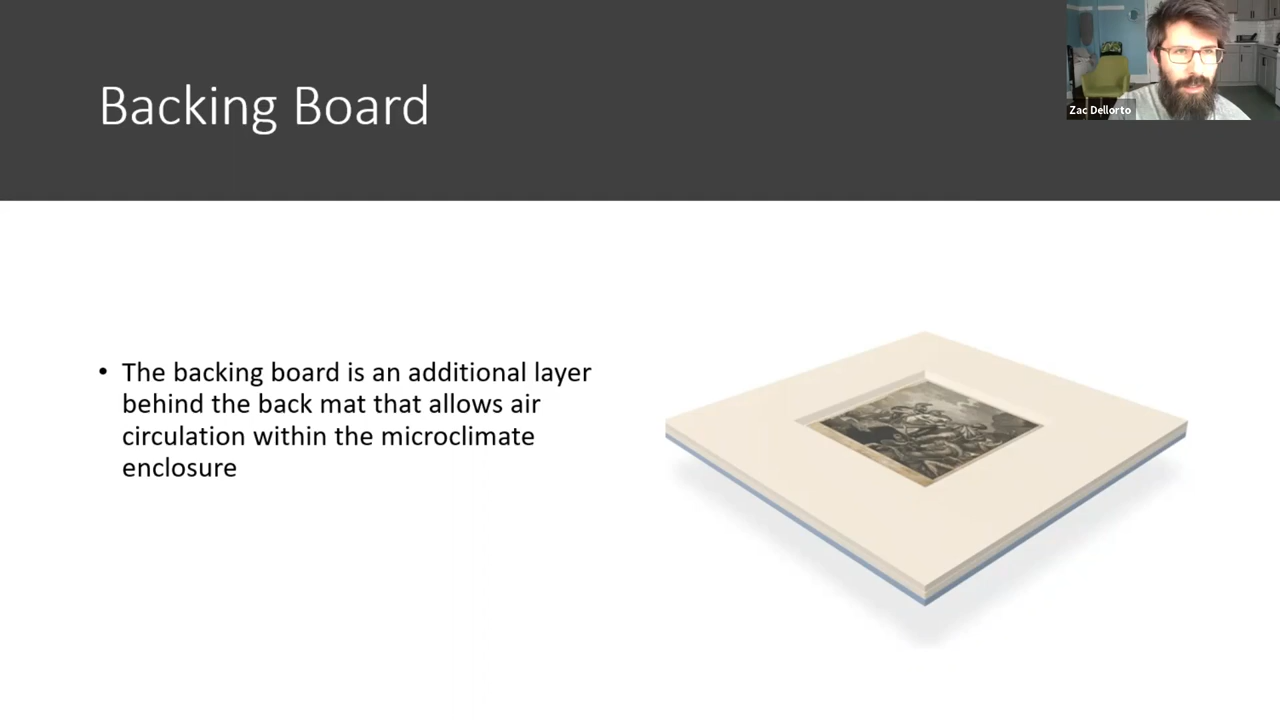 Backing Board
Zac Dellorto
• The backing board is an additional layer
behind the back mat that allows air
circulation within the microclimate
enclosure